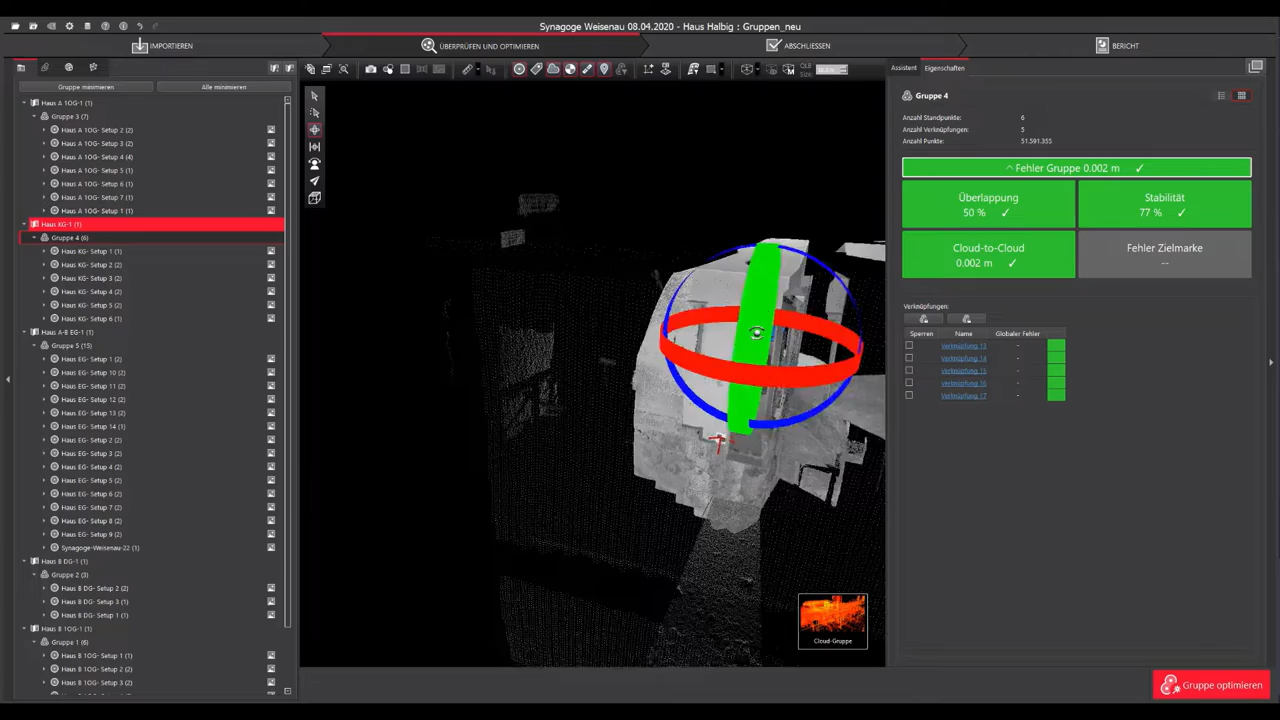 Synagoge Weisenau 08.04.2020 - Haus Halbig : Gruppen_neu
IMPORTIEREN
ÜBERPRÜFEN UND OPTIMIEREN
ABSCHLIESSEN
BERICHT
Gruppe minimieren
Alle minimieren
Haus A 1OG-1 (1)
Gruppe 3 (7)
Haus A 1OG- Setup 2 (2)
Haus A 1OG- Setup 3 (2)
Haus A 1OG- Setup 4 (4)
Haus A 1OG- Setup 5 (1)
Haus A 1OG- Setup 6 (1)
Haus A 1OG- Setup 7 (1)
Haus A 1OG- Setup 1 (1)
Haus KG-1 (1)
Gruppe 4 (6)
Haus KG- Setup 1 (1)
Haus KG- Setup 2 (2)
Haus KG- Setup 3 (2)
Haus KG- Setup 4 (2)
Haus KG- Setup 5 (2)
Haus KG- Setup 6 (1)
Haus A-B EG-1 (1)
Gruppe 5 (15)
Haus EG- Setup 1 (2)
Haus EG- Setup 11 (2)
Haus EG- Setup 12 (2)
Haus EG- Setup 13 (2)
Haus EG- Setup 14 (1)
Haus EG- Setup 2 (2)
Haus EG- Setup 3 (2)
Haus EG- Setup 4 (2)
Haus EG- Setup 5 (2)
Haus EG- Setup 6 (2)
Haus EG- Setup 7 (2)
Haus EG- Setup 8 (2)
Haus EG- Setup 9 (2)
Synagoge-Weisenau-22 (1)
Haus B DG-1 (1)
Gruppe 2 (3)
Haus B DG- Setup 2 (2)
Haus B DG- Setup 3 (1)
Haus B DG- Setup 1 (1)
Haus B 1OG-1 (1)
Gruppe 1 (6)
Haus B 1OG- Setup 1 (1)
Haus B 1OG- Setup 2 (2)
Haus B 1OG- Setup 3 (2)
Size:
Cloud-Gruppe
Assistent
Eigenschaften
Gruppe 4
Anzahl Standpunkte: 6
Anzahl Verknüpfungen: 5
Anzahl Punkte: 51.591.355
Fehler Gruppe 0.002 m
Überlappung
50 %
Stabilität
77 %
Cloud-to-Cloud
0.002 m
Fehler Zielmarke
--
Verknüpfungen:
Sperren Name Globaler Fehler
Verknüpfung 13 -
Verknüpfung 14 -
Verknüpfung 15 -
Verknüpfung 16 -
Verknüpfung 17 -
Gruppe optimieren